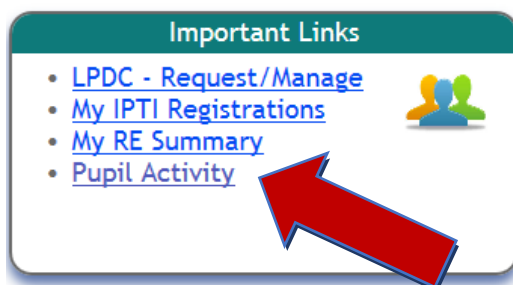 Important Links
• LPDC - Request/Manage
• My IPTI Registrations
• My RE Summary
• Pupil Activity